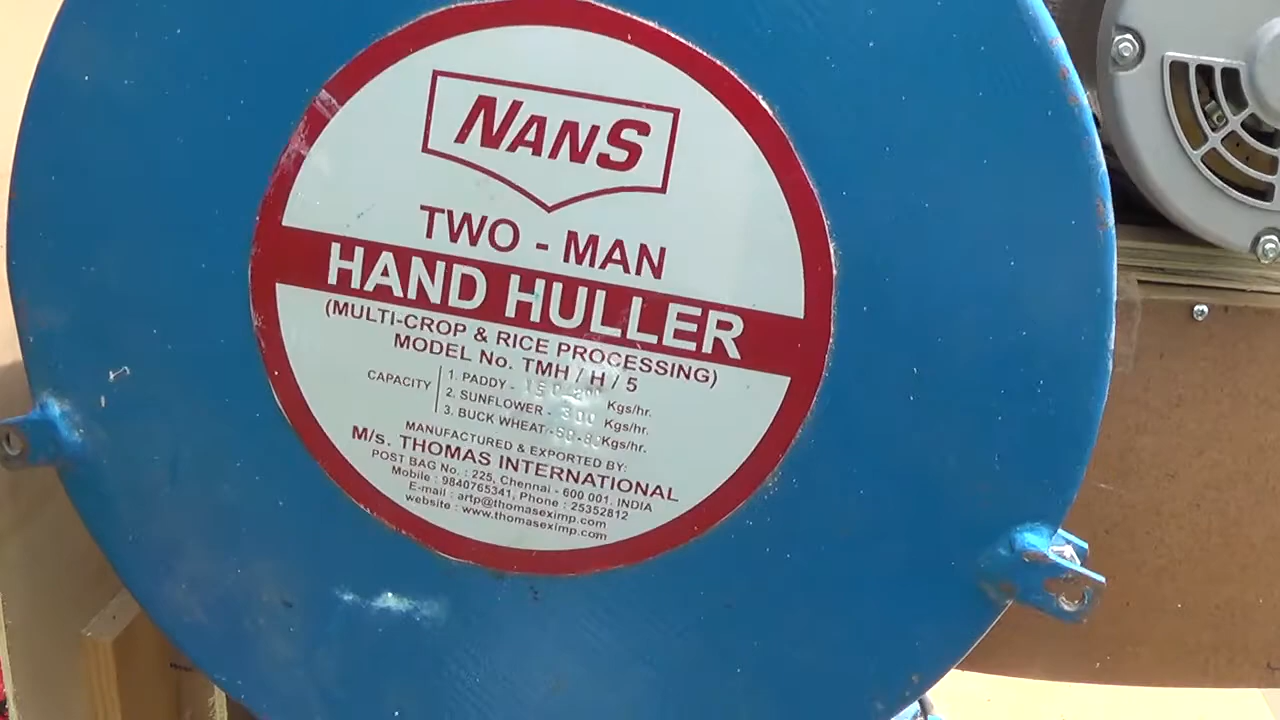 NANS
TWO - MAN
HAND HULLER
(MULTI-CROP & RICE PROCESSING)
MODEL No. TMH / H / 5
CAPACITY
1. PADDY - Kgs/hr.
2. SUNFLOWER - 300 Kgs/hr.
3. BUCK WHEAT - Kgs/hr.
MANUFACTURED & EXPORTED BY:
M/s. THOMAS INTERNATIONAL
POST BAG No. : 225, Chennai - 600 001. INDIA
Mobile : 9840765341, Phone : 25352812
E-mail : artp@thomaseximp.com
website : www.thomaseximp.com